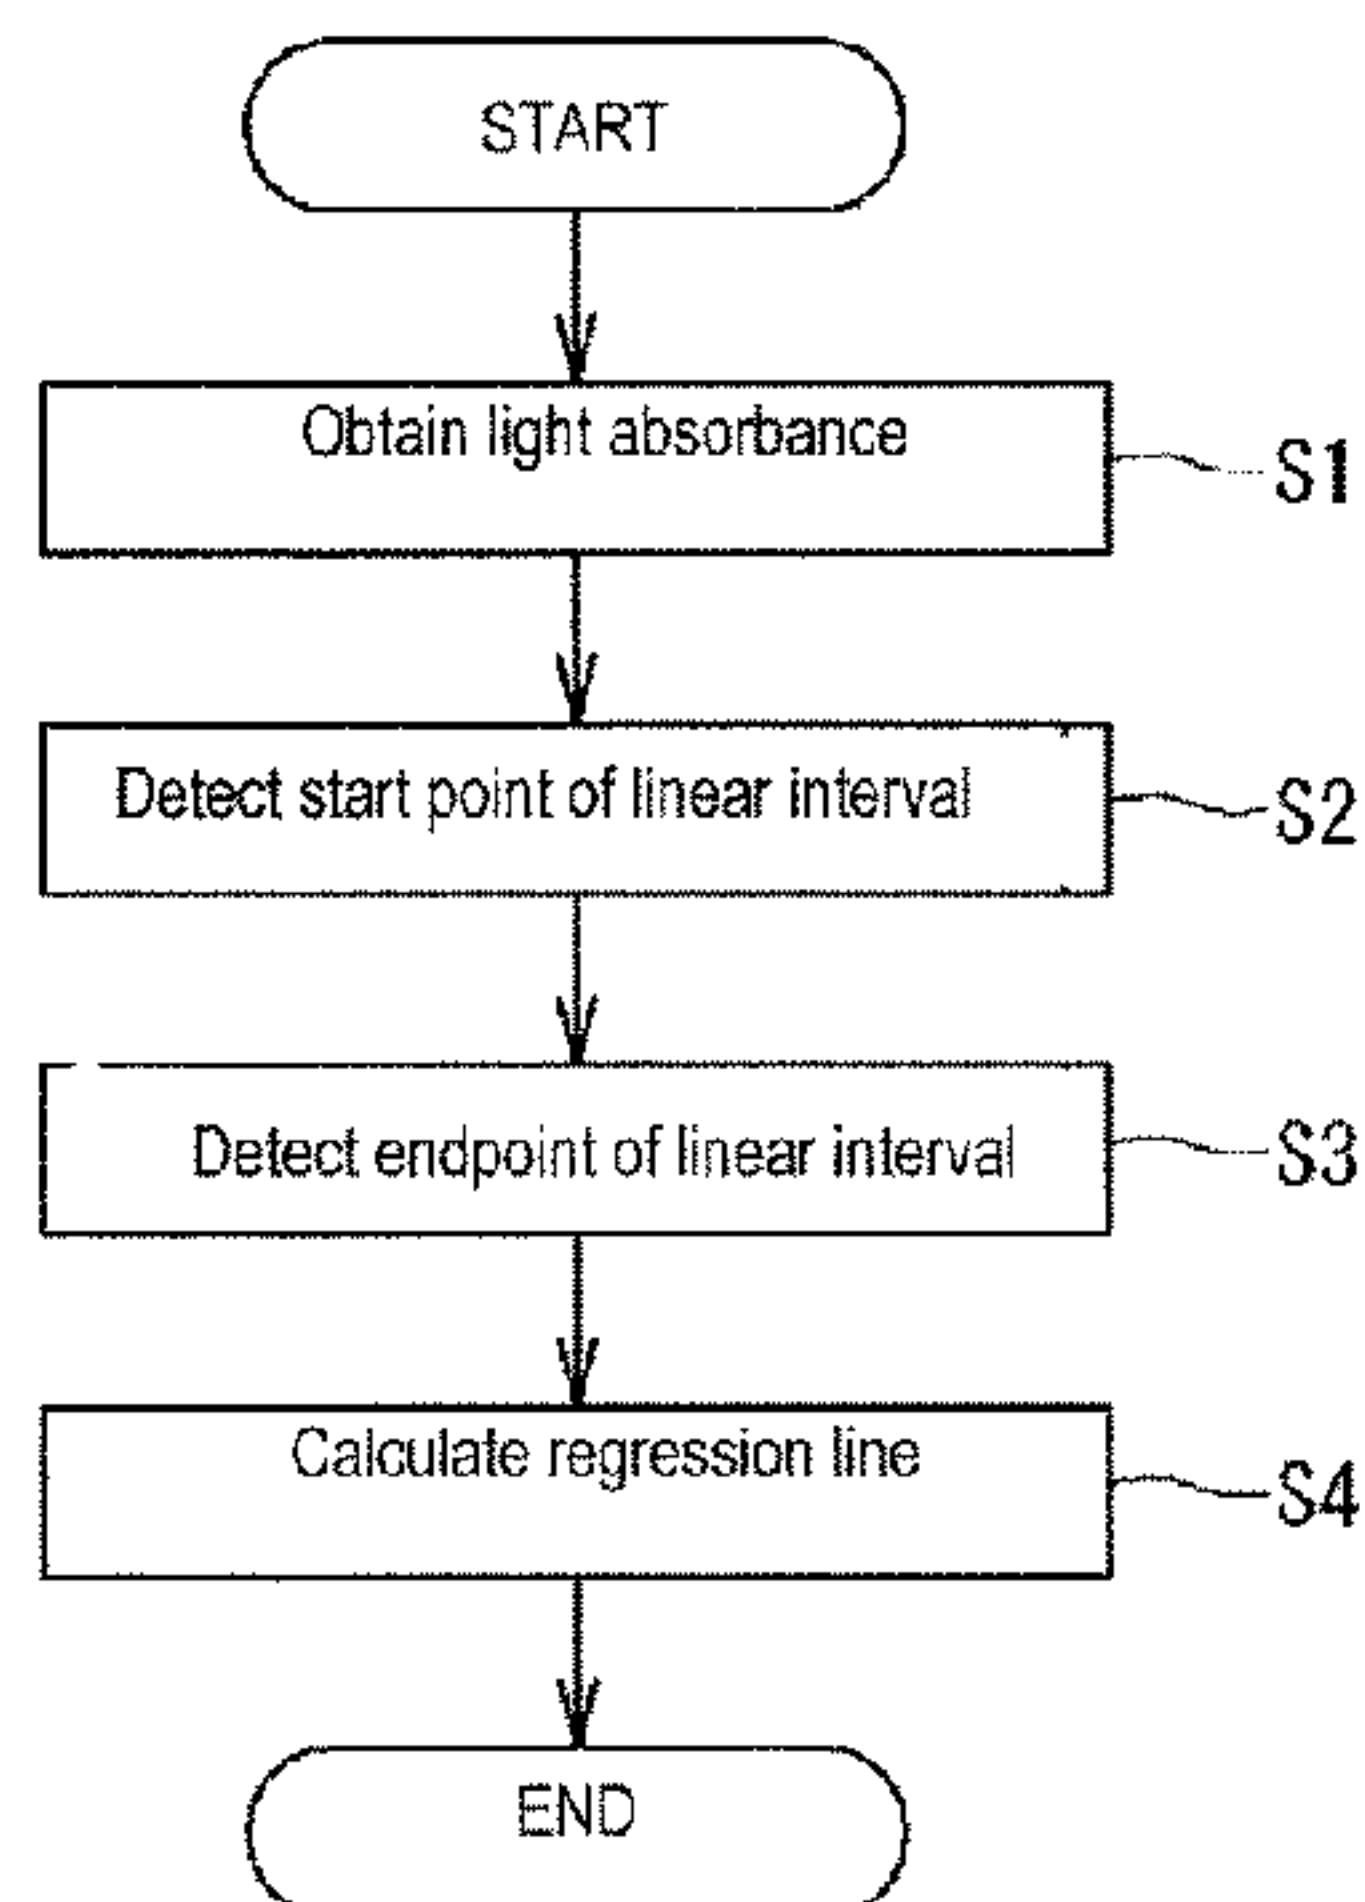 START
Obtain light absorbance
S1
Detect start point of linear interval
S2
Detect endpoint of linear interval
S3
Calculate regression line
S4
END